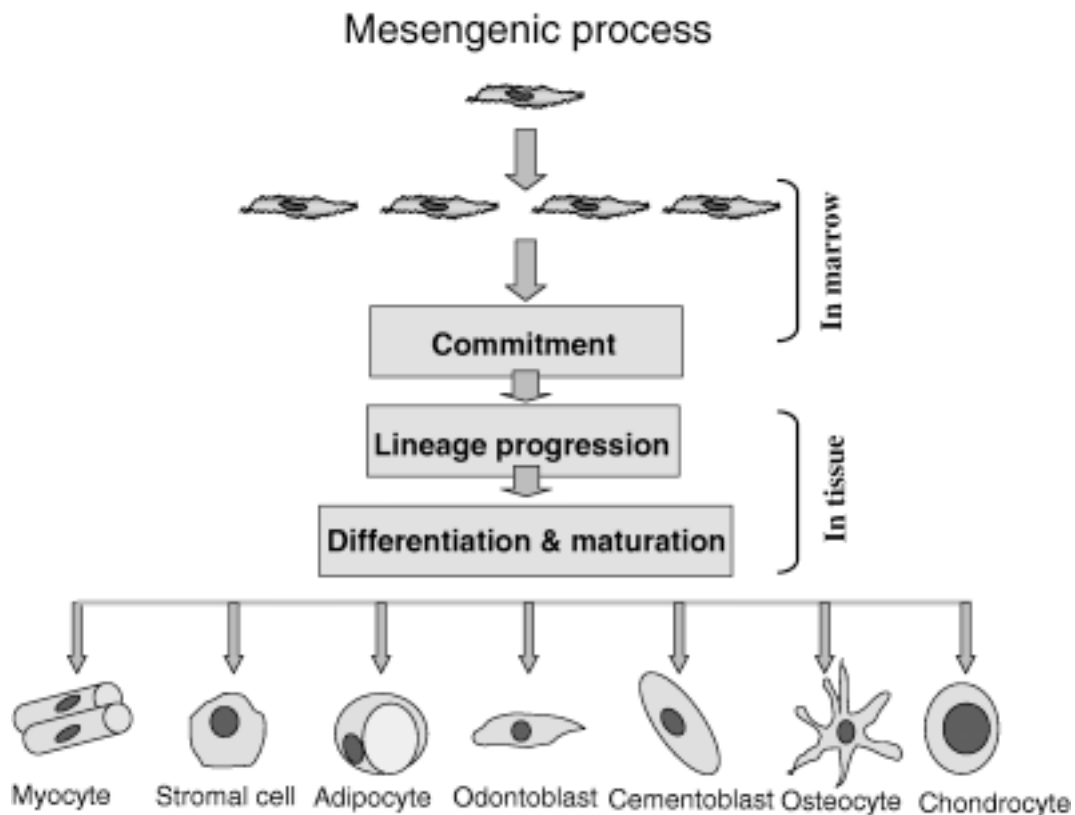 Mesengenic process
In marrow
Commitment
Lineage progression
In tissue
Differentiation & maturation
Myocyte
Stromal cell
Adipocyte
Odontoblast
Cementoblast
Osteocyte
Chondrocyte